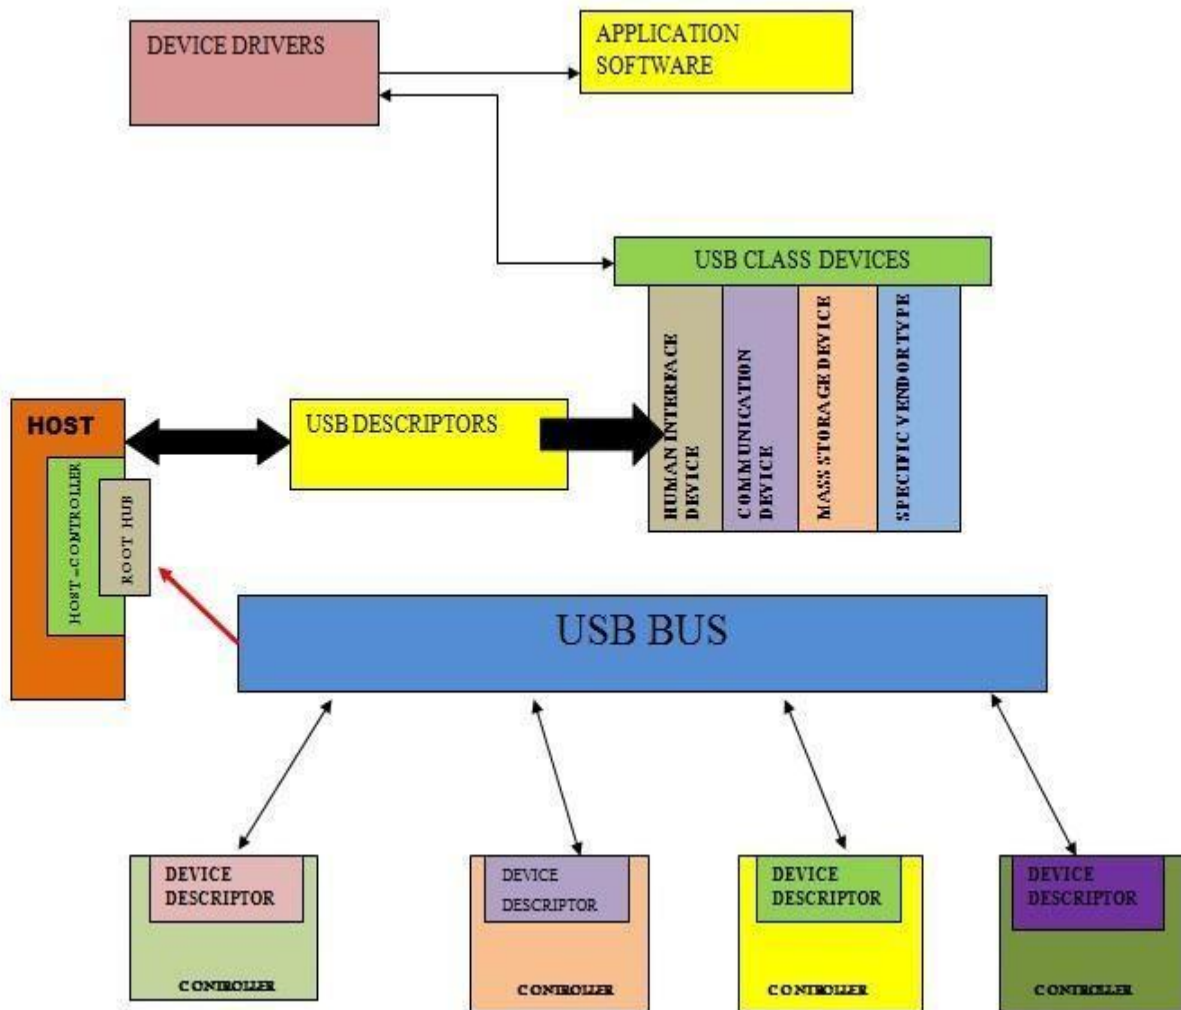 DEVICE DRIVERS
APPLICATION
SOFTWARE
USB CLASS DEVICES
HUMAN INTERFACE
DEVICE
COMMUNICATION
DEVICE
MASS STORAGE DEVICE
SPECIFIC VENDOR TYPE
HOST
HOST-CONTROLLER
ROOT HUB
USB DESCRIPTORS
USB BUS
DEVICE
DESCRIPTOR
CONTROLLER
DEVICE
DESCRIPTOR
CONTROLLER
DEVICE
DESCRIPTOR
CONTROLLER
DEVICE
DESCRIPTOR
CONTROLLER